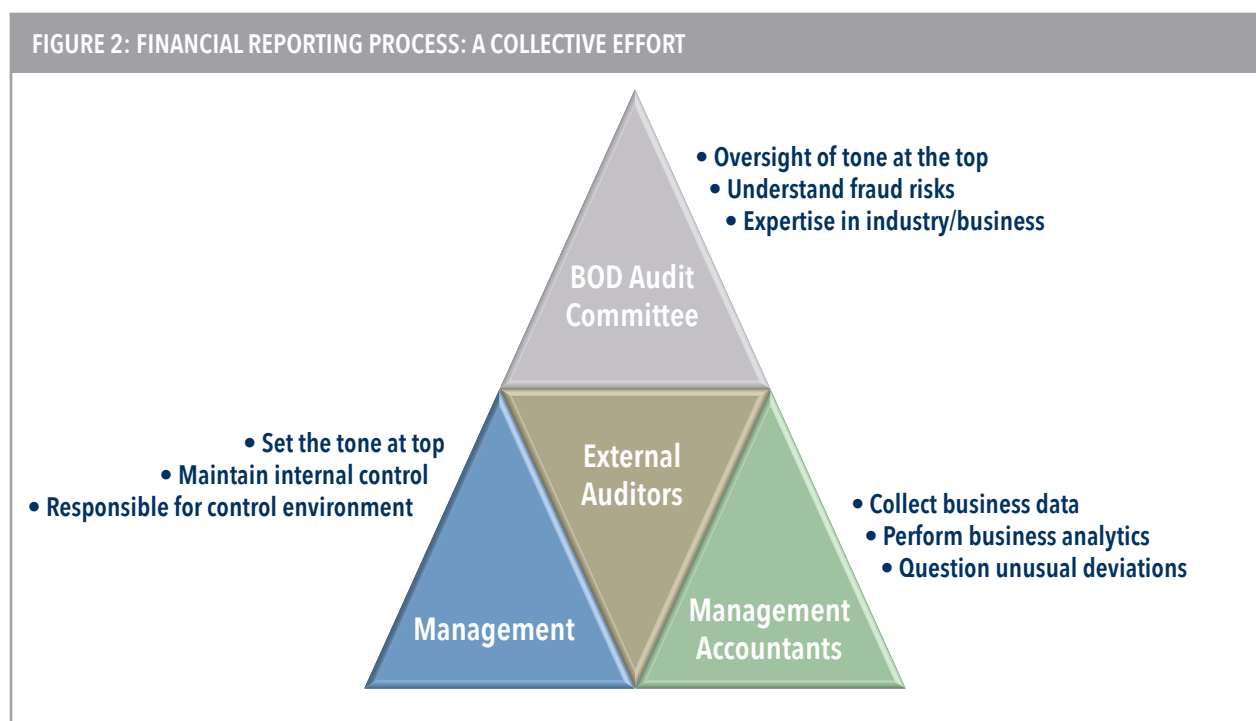 FIGURE 2: FINANCIAL REPORTING PROCESS: A COLLECTIVE EFFORT
• Oversight of tone at the top
• Understand fraud risks
• Expertise in industry/business
BOD Audit
Committee
• Set the tone at top
• Maintain internal control
• Responsible for control environment
External
Auditors
• Collect business data
• Perform business analytics
• Question unusual deviations
Management
Management
Accountants